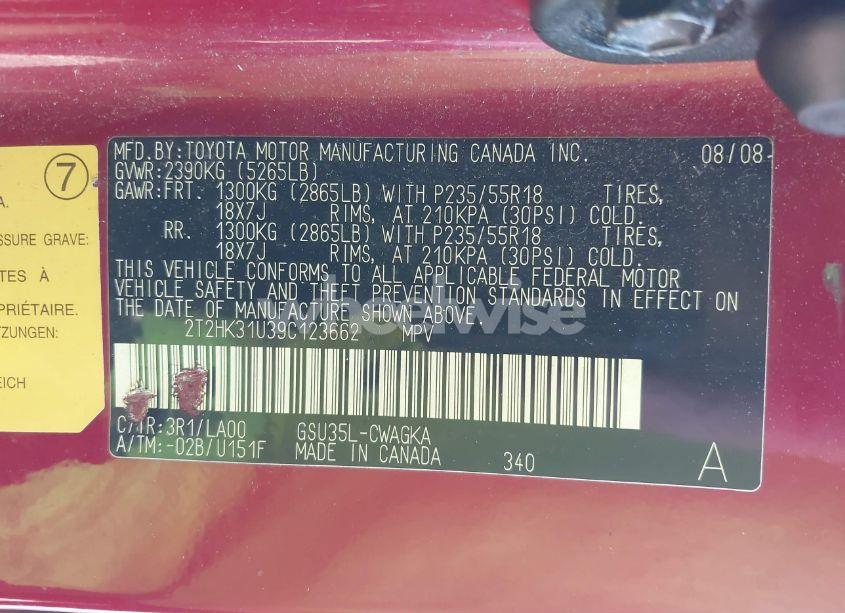 7
A.
SSURE GRAVE:
TES À
PRIÉTAIRE.
TZUNGEN:
EICH
MFD.BY:TOYOTA MOTOR MANUFACTURING CANADA INC. 08/08
GVWR:2390KG (5265LB)
GAWR:FRT. 1300KG (2865LB) WITH P235/55R18 TIRES,
18X7J RIMS, AT 210KPA (30PSI) COLD.
RR. 1300KG (2865LB) WITH P235/55R18 TIRES,
18X7J RIMS, AT 210KPA (30PSI) COLD.
THIS VEHICLE CONFORMS TO ALL APPLICABLE FEDERAL MOTOR
VEHICLE SAFETY AND THEFT PREVENTION STANDARDS IN EFFECT ON
THE DATE OF MANUFACTURE SHOWN ABOVE.
wheelwise
2T2HK31U39C123662 MPV
C/TR:3R1/LA00 GSU35L-CWAGKA
A/TM:-02B/U151F MADE IN CANADA 340
A